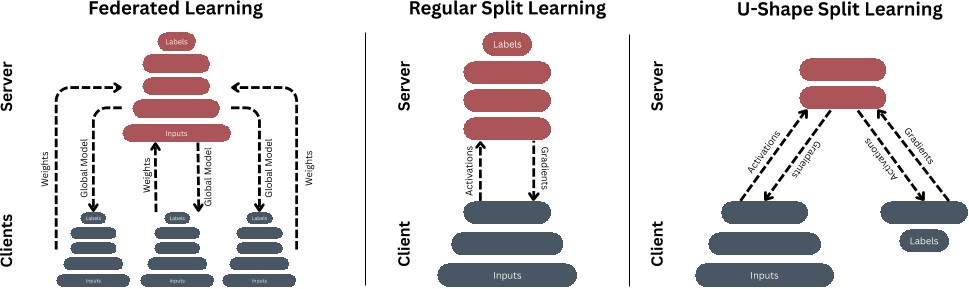 Federated Learning
Server
Clients
Labels
Inputs
Weights
Global Model
Weights
Global Model
Global Model
Weights
Labels
Inputs
Labels
Inputs
Labels
Inputs
Regular Split Learning
Server
Client
Labels
Activations
Gradients
Inputs
U-Shape Split Learning
Server
Client
Activations
Gradients
Activations
Gradients
Inputs
Labels